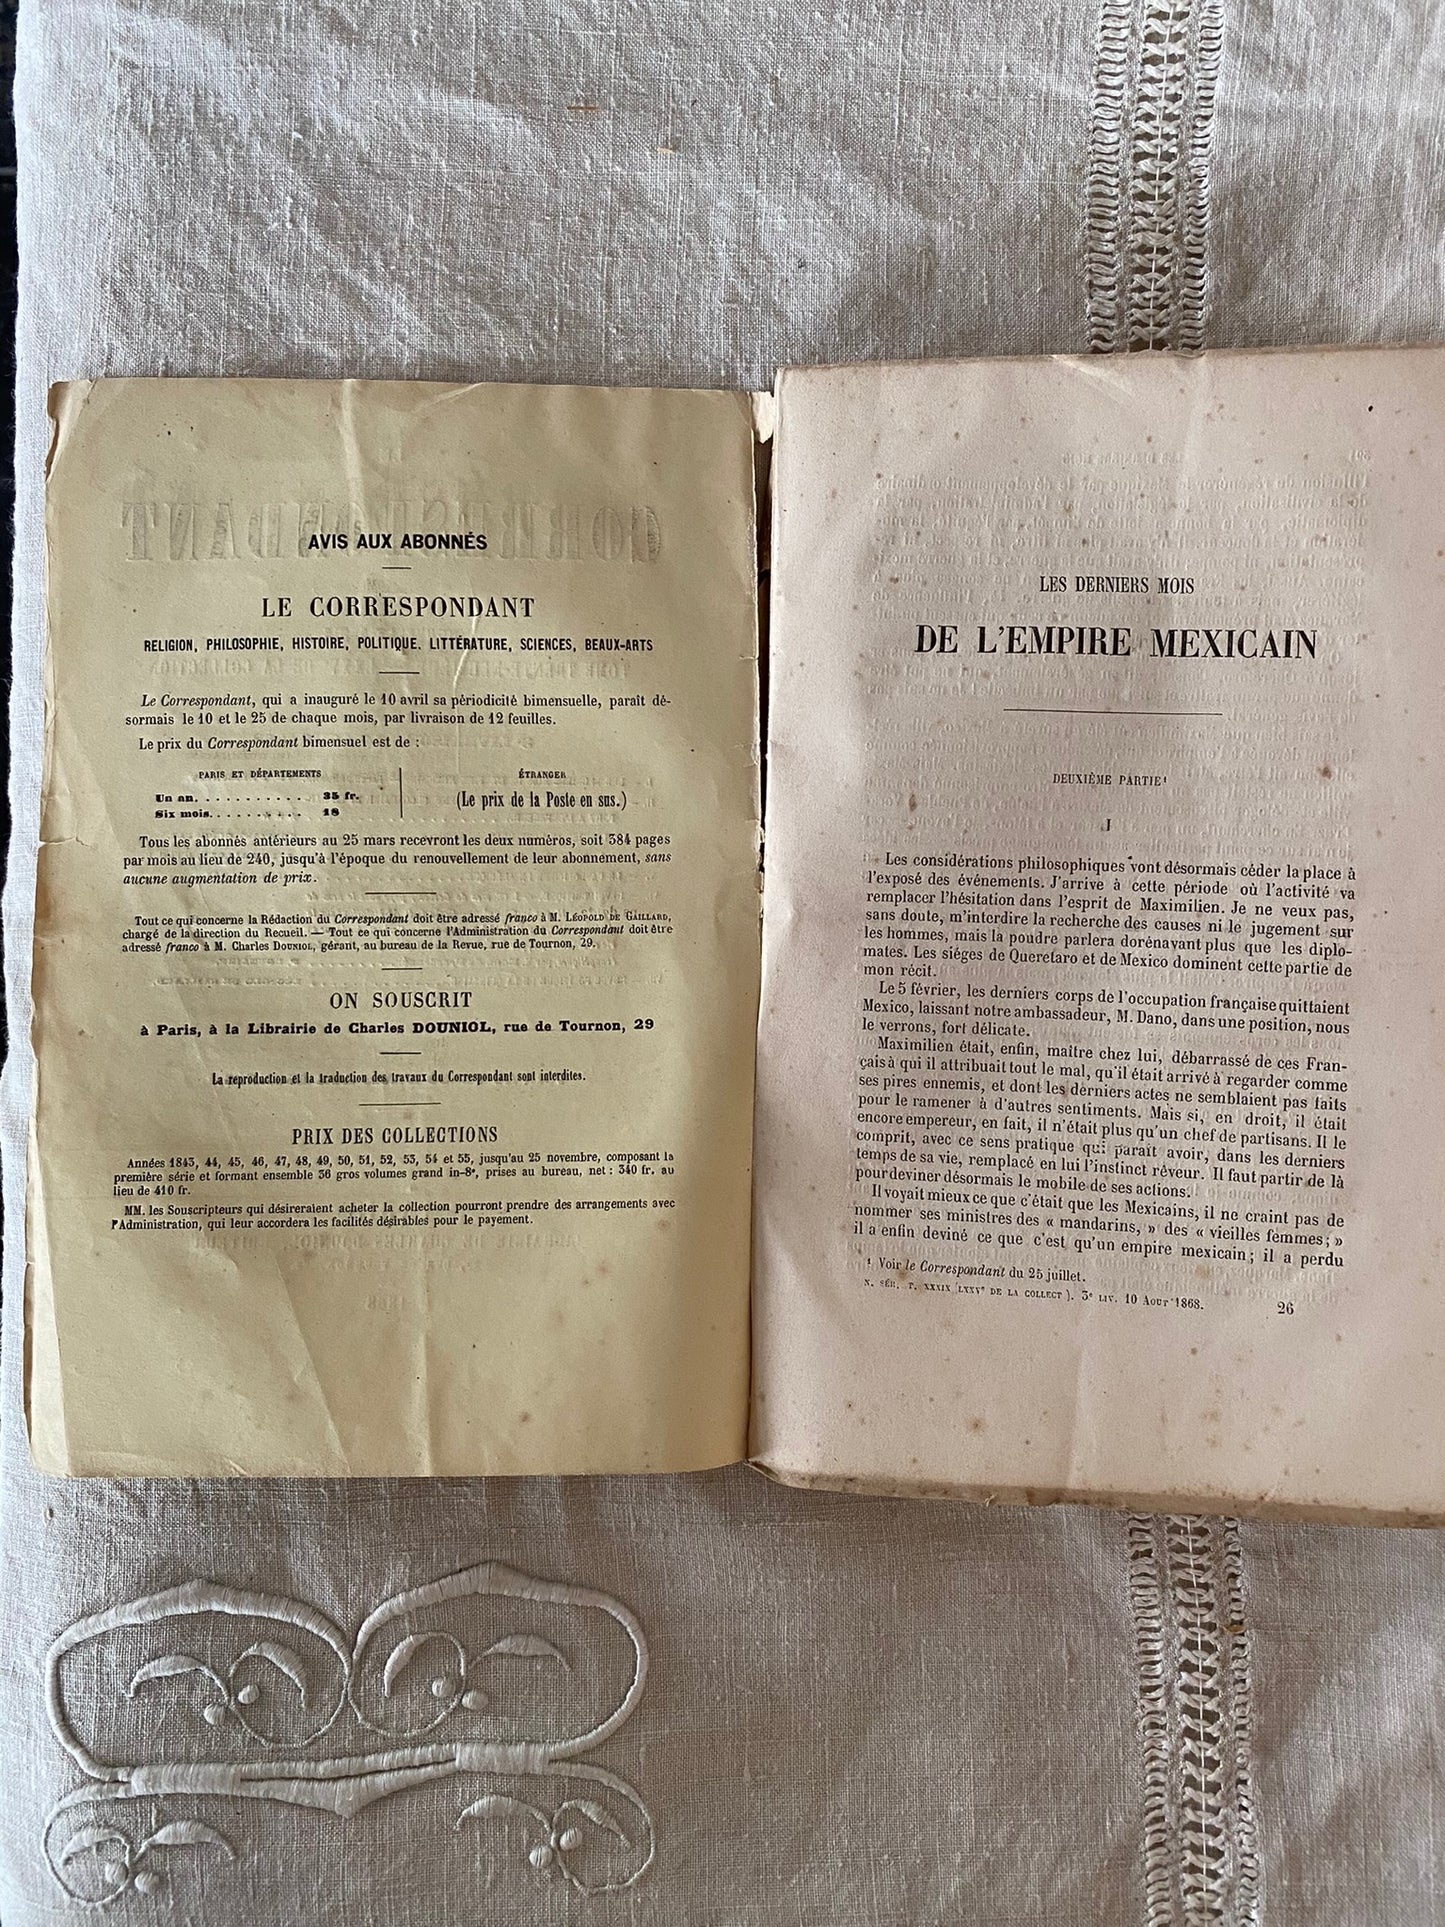 AVIS AUX ABONNÉS
LE CORRESPONDANT
RELIGION, PHILOSOPHIE, HISTOIRE, POLITIQUE. LITTÉRATURE, SCIENCES, BEAUX-ARTS
Le Correspondant, qui a inauguré le 10 avril sa périodicité bimensuelle, paraît dé-
sormais le 10 et le 25 de chaque mois, par livraison de 12 feuilles.
Le prix du Correspondant bimensuel est de :
PARIS ET DÉPARTEMENTS
Un an. . . . . . . . . . . 35 fr.
Six mois. . . . . . . . . . 18
ÉTRANGER
(Le prix de la Poste en sus.)
Tous les abonnés antérieurs au 25 mars recevront les deux numéros, soit 384 pages
par mois au lieu de 240, jusqu'à l'époque du renouvellement de leur abonnement, sans
aucune augmentation de prix.
Tout ce qui concerne la Rédaction du Correspondant doit être adressé franco à M. LÉOPOLD DE GAILLARD,
chargé de la direction du Recueil. — Tout ce qui concerne l'Administration du Correspondant doit être
adressé franco à M. Charles DOUNIOL, gérant, au bureau de la Revue, rue de Tournon, 29.
ON SOUSCRIT
à Paris, à la Librairie de Charles DOUNIOL, rue de Tournon, 29
La reproduction et la traduction des travaux du Correspondant sont interdites.
PRIX DES COLLECTIONS
Années 1843, 44, 45, 46, 47, 48, 49, 50, 51, 52, 53, 54 et 55, jusqu'au 25 novembre, composant la
première série et formant ensemble 36 gros volumes grand in-8°, prises au bureau, net : 340 fr. au
lieu de 410 fr.
MM. les Souscripteurs qui désireraient acheter la collection pourront prendre des arrangements avec
l'Administration, qui leur accordera les facilités désirables pour le payement.
LES DERNIERS MOIS
DE L'EMPIRE MEXICAIN
DEUXIÈME PARTIE¹
I
Les considérations philosophiques vont désormais céder la place à
l'exposé des événements. J'arrive à cette période où l'activité va
remplacer l'hésitation dans l'esprit de Maximilien. Je ne veux pas,
sans doute, m'interdire la recherche des causes ni le jugement sur
les hommes, mais la poudre parlera dorénavant plus que les diplo-
mates. Les siéges de Queretaro et de Mexico dominent cette partie de
mon récit.
Le 5 février, les derniers corps de l'occupation française quittaient
Mexico, laissant notre ambassadeur, M. Dano, dans une position, nous
le verrons, fort délicate.
Maximilien était, enfin, maître chez lui, débarrassé de ces Fran-
çais à qui il attribuait tout le mal, qu'il était arrivé à regarder comme
ses pires ennemis, et dont les derniers actes ne semblaient pas faits
pour le ramener à d'autres sentiments. Mais si, en droit, il était
encore empereur, en fait, il n'était plus qu'un chef de partisans. Il le
comprit, avec ce sens pratique qui paraît avoir, dans les derniers
temps de sa vie, remplacé en lui l'instinct rêveur. Il faut partir de là
pour deviner désormais le mobile de ses actions.
Il voyait mieux ce que c'était que les Mexicains, il ne craint pas de
nommer ses ministres des « mandarins, » des « vieilles femmes; »
il a enfin deviné ce que c'est qu'un empire mexicain; il a perdu
¹ Voir le Correspondant du 25 juillet.
N. SÉR. T. XXXIX (LXXVᵉ DE LA COLLECT). 3ᵉ LIV. 10 AOUT 1868. 26